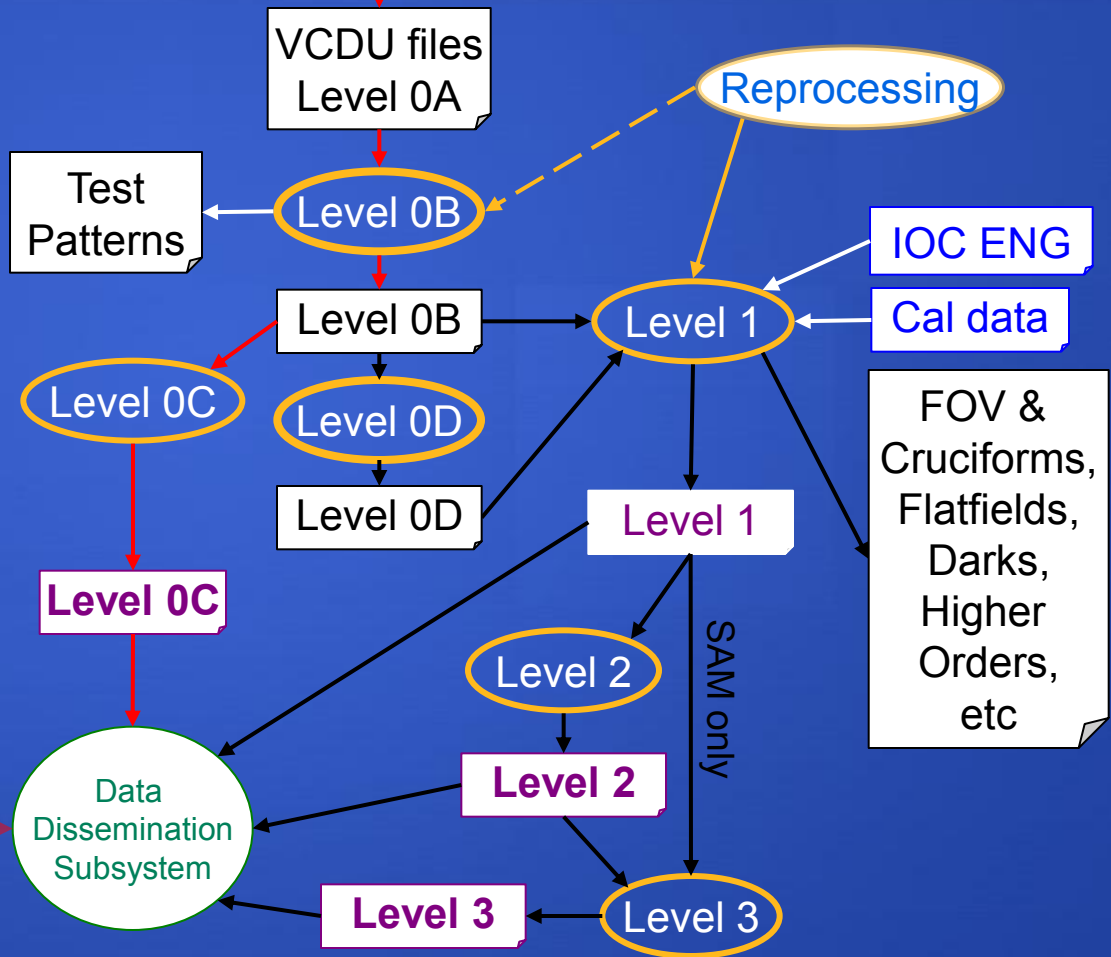 VCDU files
Level 0A
Reprocessing
Test
Patterns
Level 0B
IOC ENG
Level 0B
Level 1
Cal data
Level 0C
Level 0D
FOV &
Cruciforms,
Flatfields,
Darks,
Higher
Orders,
etc
Level 0D
Level 1
Level 0C
SAM only
Level 2
Level 2
Data
Dissemination
Subsystem
Level 3
Level 3